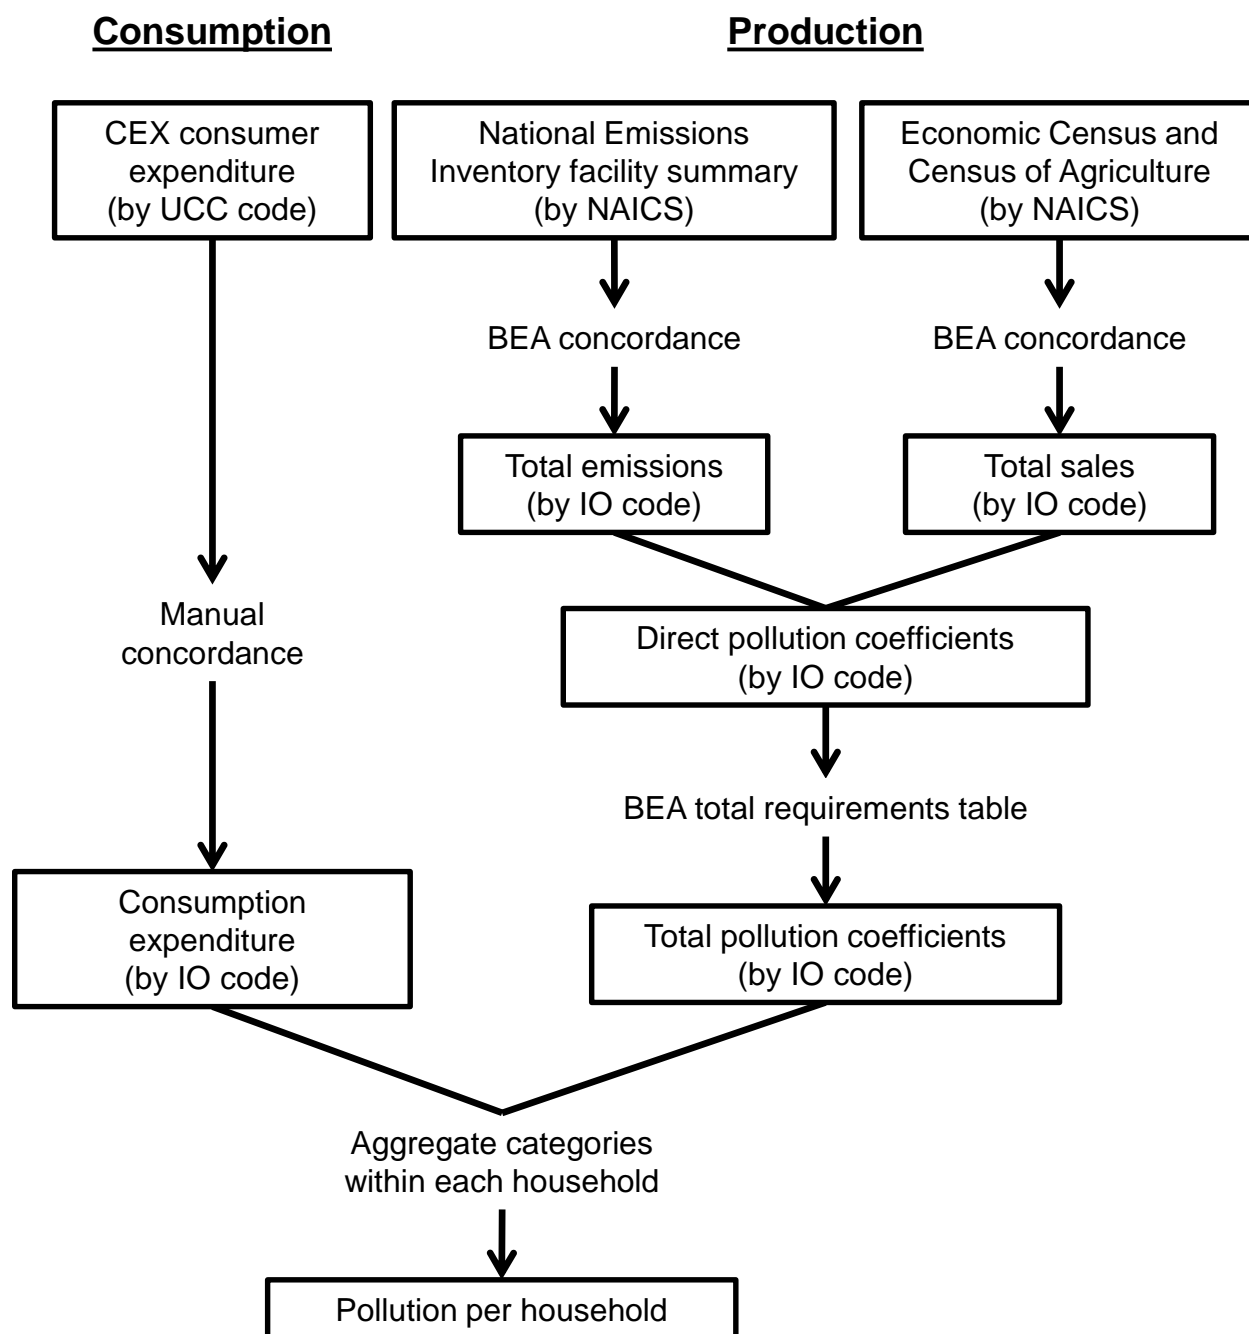 Consumption
Production
CEX consumer
expenditure
(by UCC code)
National Emissions
Inventory facility summary
(by NAICS)
Economic Census and
Census of Agriculture
(by NAICS)
BEA concordance
BEA concordance
Total emissions
(by IO code)
Total sales
(by IO code)
Manual
concordance
Direct pollution coefficients
(by IO code)
BEA total requirements table
Consumption
expenditure
(by IO code)
Total pollution coefficients
(by IO code)
Aggregate categories
within each household
Pollution per household